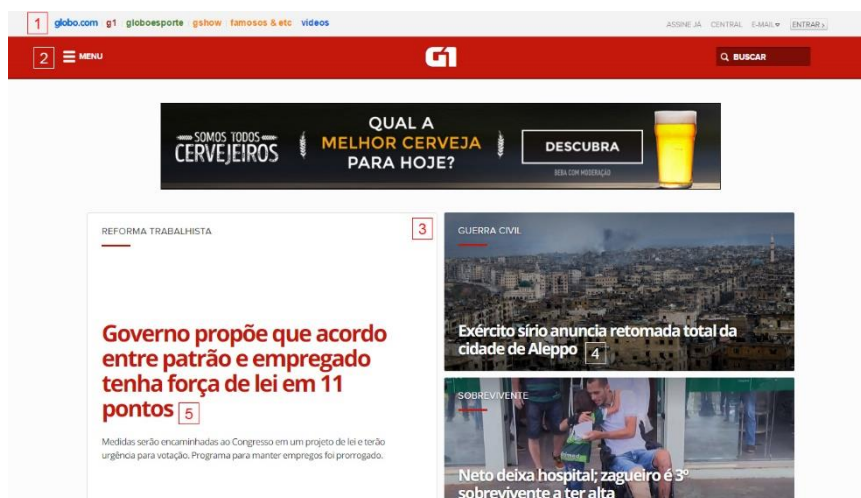 1 globo.com g1 globoesporte gshow famosos & etc vídeos ASSINE JÁ CENTRAL E-MAIL ENTRAR ›
2 MENU G1 BUSCAR
SOMOS TODOS
CERVEJEIROS
QUAL A
MELHOR CERVEJA
PARA HOJE?
DESCUBRA
BEBA COM MODERAÇÃO
REFORMA TRABALHISTA 3
Governo propõe que acordo
entre patrão e empregado
tenha força de lei em 11
pontos 5
Medidas serão encaminhadas ao Congresso em um projeto de lei e terão
urgência para votação. Programa para manter empregos foi prorrogado.
GUERRA CIVIL
Exército sírio anuncia retomada total da
cidade de Aleppo 4
SOBREVIVENTE
Neto deixa hospital; zagueiro é 3º
sobrevivente a ter alta